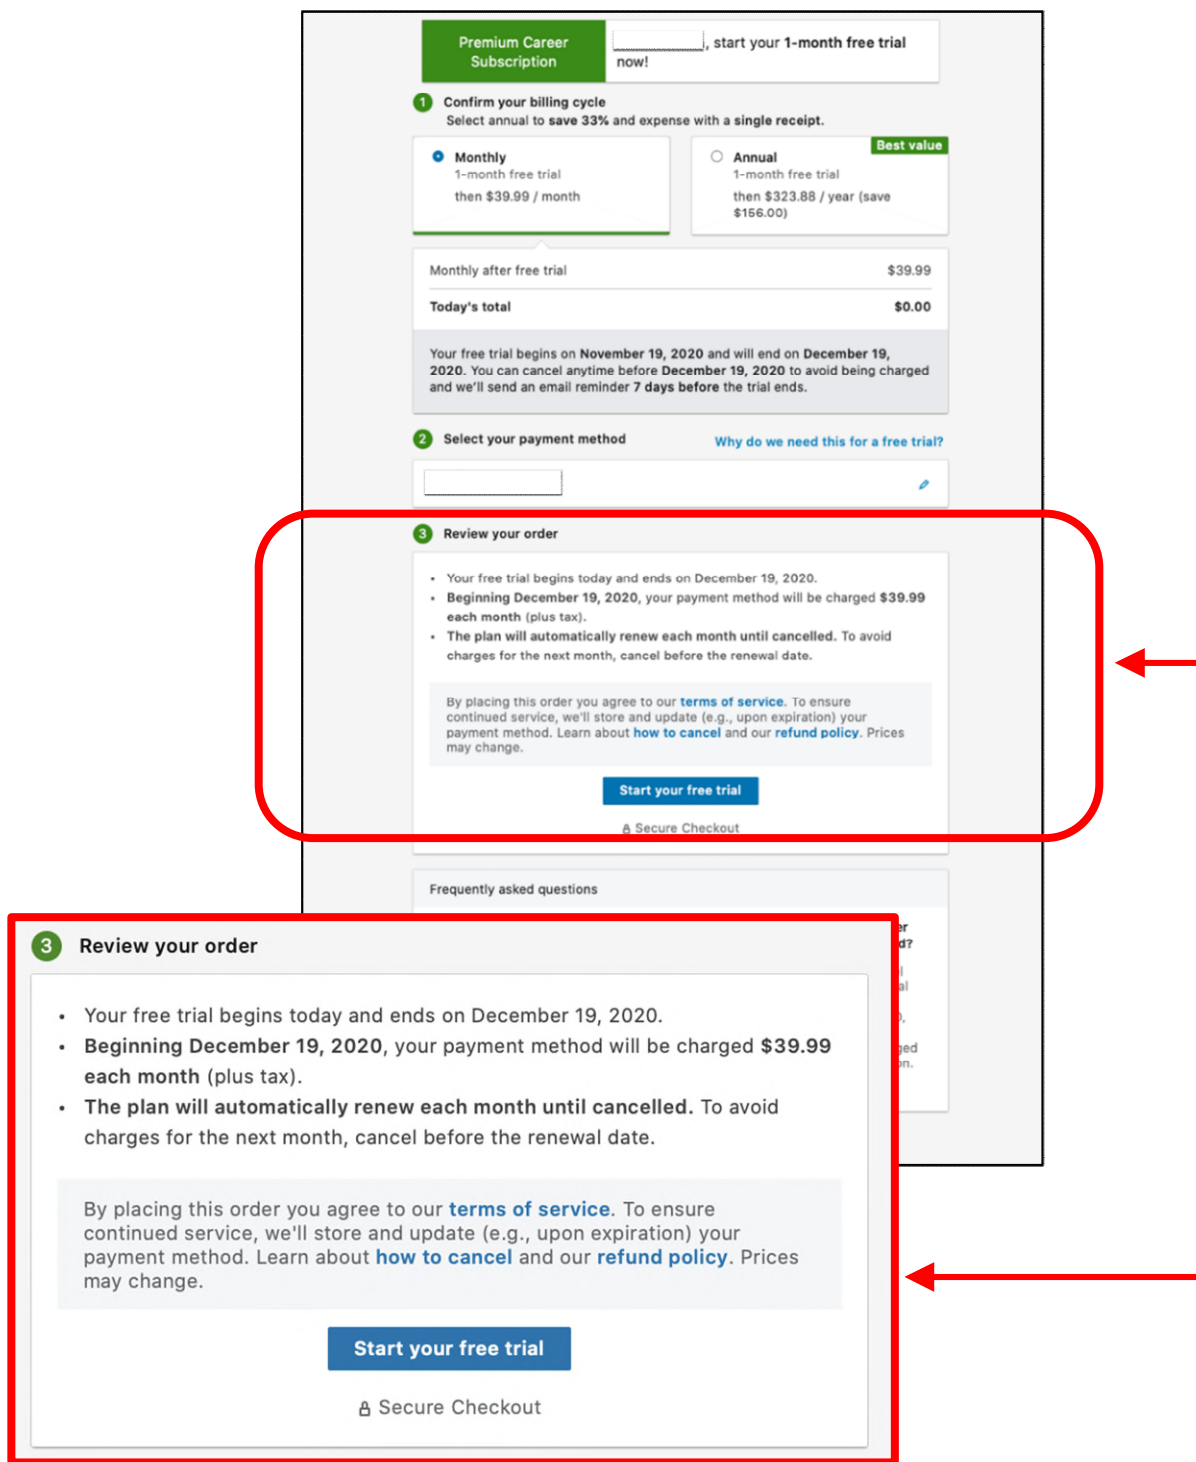 Premium Career
Subscription
, start your 1-month free trial
now!
1 Confirm your billing cycle
Select annual to save 33% and expense with a single receipt.
Monthly
1-month free trial
then $39.99 / month
Best value
Annual
1-month free trial
then $323.88 / year (save
$156.00)
Monthly after free trial $39.99
Today's total $0.00
Your free trial begins on November 19, 2020 and will end on December 19,
2020. You can cancel anytime before December 19, 2020 to avoid being charged
and we'll send an email reminder 7 days before the trial ends.
2 Select your payment method Why do we need this for a free trial?
3 Review your order
• Your free trial begins today and ends on December 19, 2020.
• Beginning December 19, 2020, your payment method will be charged $39.99
each month (plus tax).
• The plan will automatically renew each month until cancelled. To avoid
charges for the next month, cancel before the renewal date.
By placing this order you agree to our terms of service. To ensure
continued service, we'll store and update (e.g., upon expiration) your
payment method. Learn about how to cancel and our refund policy. Prices
may change.
Start your free trial
Secure Checkout
Frequently asked questions
3 Review your order
• Your free trial begins today and ends on December 19, 2020.
• Beginning December 19, 2020, your payment method will be charged $39.99
each month (plus tax).
• The plan will automatically renew each month until cancelled. To avoid
charges for the next month, cancel before the renewal date.
By placing this order you agree to our terms of service. To ensure
continued service, we'll store and update (e.g., upon expiration) your
payment method. Learn about how to cancel and our refund policy. Prices
may change.
Start your free trial
Secure Checkout